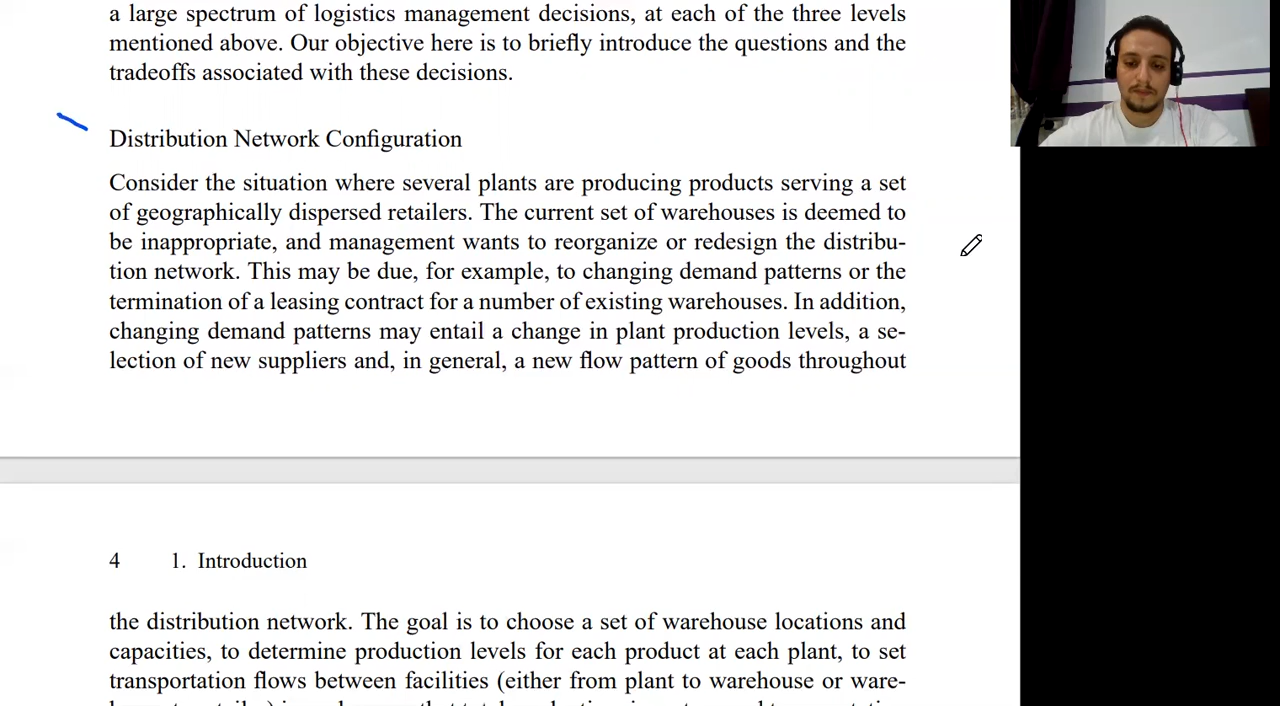 a large spectrum of logistics management decisions, at each of the three levels
mentioned above. Our objective here is to briefly introduce the questions and the
tradeoffs associated with these decisions.
Distribution Network Configuration
Consider the situation where several plants are producing products serving a set
of geographically dispersed retailers. The current set of warehouses is deemed to
be inappropriate, and management wants to reorganize or redesign the distribu-
tion network. This may be due, for example, to changing demand patterns or the
termination of a leasing contract for a number of existing warehouses. In addition,
changing demand patterns may entail a change in plant production levels, a se-
lection of new suppliers and, in general, a new flow pattern of goods throughout
4 1. Introduction
the distribution network. The goal is to choose a set of warehouse locations and
capacities, to determine production levels for each product at each plant, to set
transportation flows between facilities (either from plant to warehouse or ware-